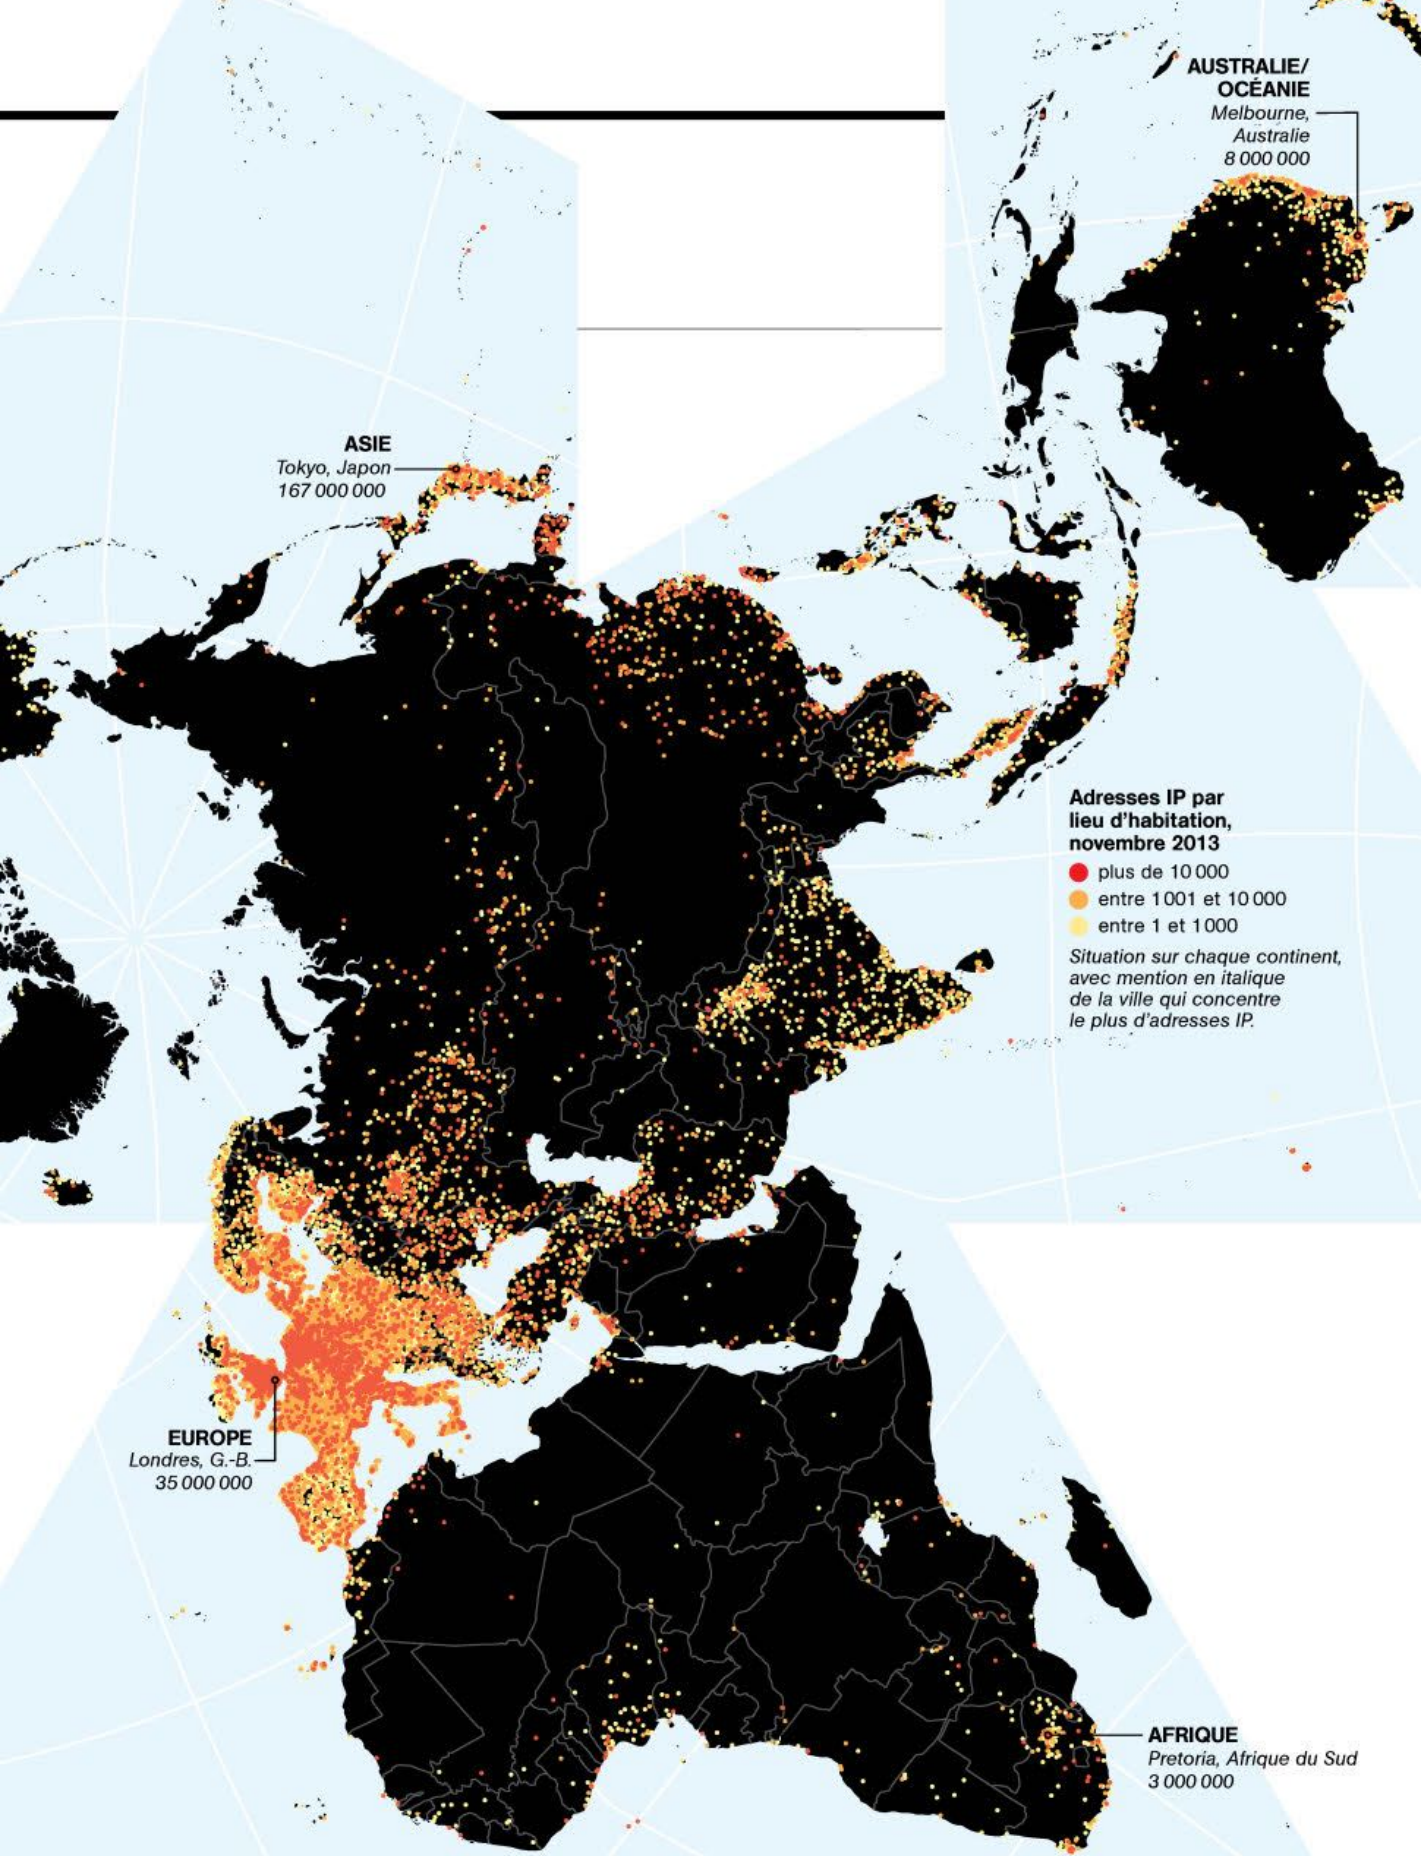 AUSTRALIE/
OCÉANIE
Melbourne,
Australie
8 000 000
ASIE
Tokyo, Japon
167 000 000
Adresses IP par
lieu d'habitation,
novembre 2013
plus de 10 000
entre 1 001 et 10 000
entre 1 et 1 000
Situation sur chaque continent,
avec mention en italique
de la ville qui concentre
le plus d'adresses IP.
EUROPE
Londres, G.-B.
35 000 000
AFRIQUE
Pretoria, Afrique du Sud
3 000 000